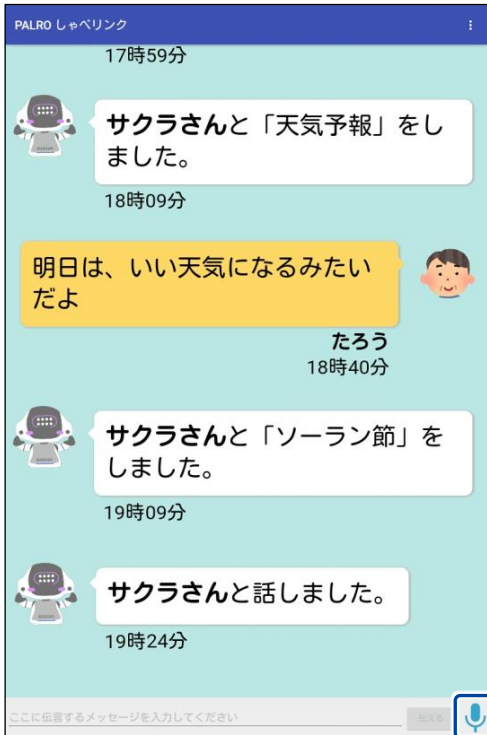 PALRO しゃべリンク
17時59分
サクラさんと「天気予報」をし
ました。
18時09分
明日は、いい天気になるみたい
だよ
たろう
18時40分
サクラさんと「ソーラン節」を
しました。
19時09分
サクラさんと話しました。
19時24分
ここに伝言するメッセージを入力してください
伝える